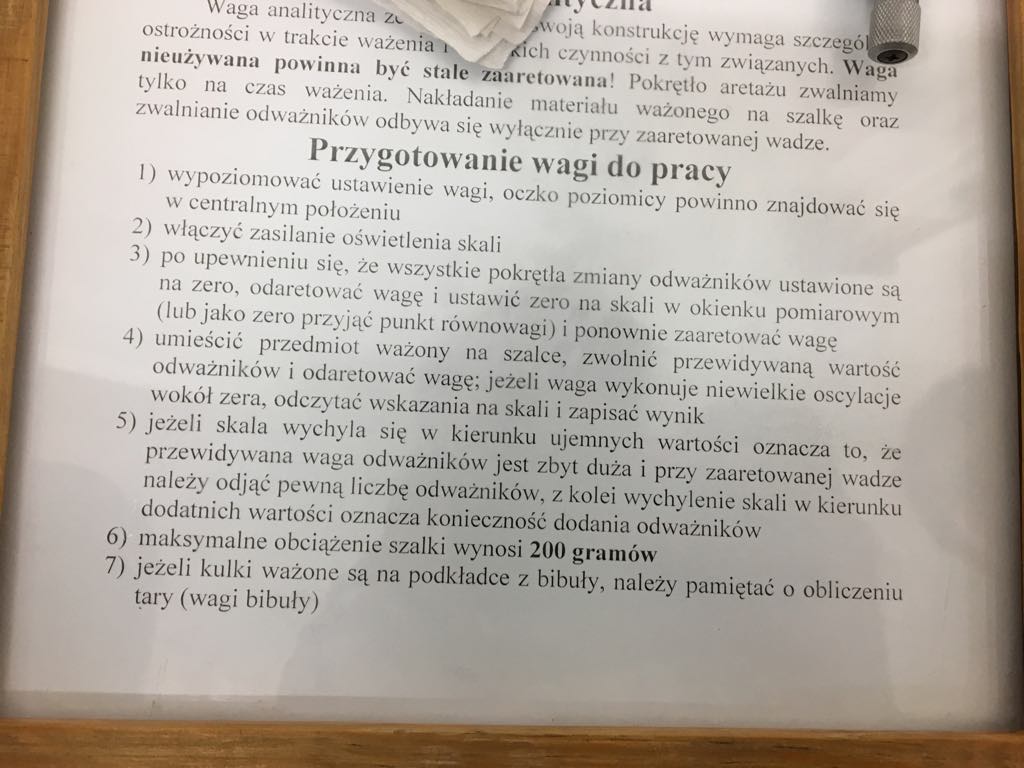 Waga analityczna swoją konstrukcję wymaga
ostrożności w trakcie ważenia i czynności z tym związanych. Waga
nieużywana powinna być stale zaaretowana! Pokrętło aretażu zwalniamy
tylko na czas ważenia. Nakładanie materiału ważonego na szalkę oraz
zwalnianie odważników odbywa się wyłącznie przy zaaretowanej wadze.
Przygotowanie wagi do pracy
1) wypoziomować ustawienie wagi, oczko poziomicy powinno znajdować się
w centralnym położeniu
2) włączyć zasilanie oświetlenia skali
3) po upewnieniu się, że wszystkie pokrętła zmiany odważników ustawione są
na zero, odaretować wagę i ustawić zero na skali w okienku pomiarowym
(lub jako zero przyjąć punkt równowagi) i ponownie zaaretować wagę
4) umieścić przedmiot ważony na szalce, zwolnić przewidywaną wartość
odważników i odaretować wagę; jeżeli waga wykonuje niewielkie oscylacje
wokół zera, odczytać wskazania na skali i zapisać wynik
5) jeżeli skala wychyla się w kierunku ujemnych wartości oznacza to, że
przewidywana waga odważników jest zbyt duża i przy zaaretowanej wadze
należy odjąć pewną liczbę odważników, z kolei wychylenie skali w kierunku
dodatnich wartości oznacza konieczność dodania odważników
6) maksymalne obciążenie szalki wynosi 200 gramów
7) jeżeli kulki ważone są na podkładce z bibuły, należy pamiętać o obliczeniu
tary (wagi bibuły)